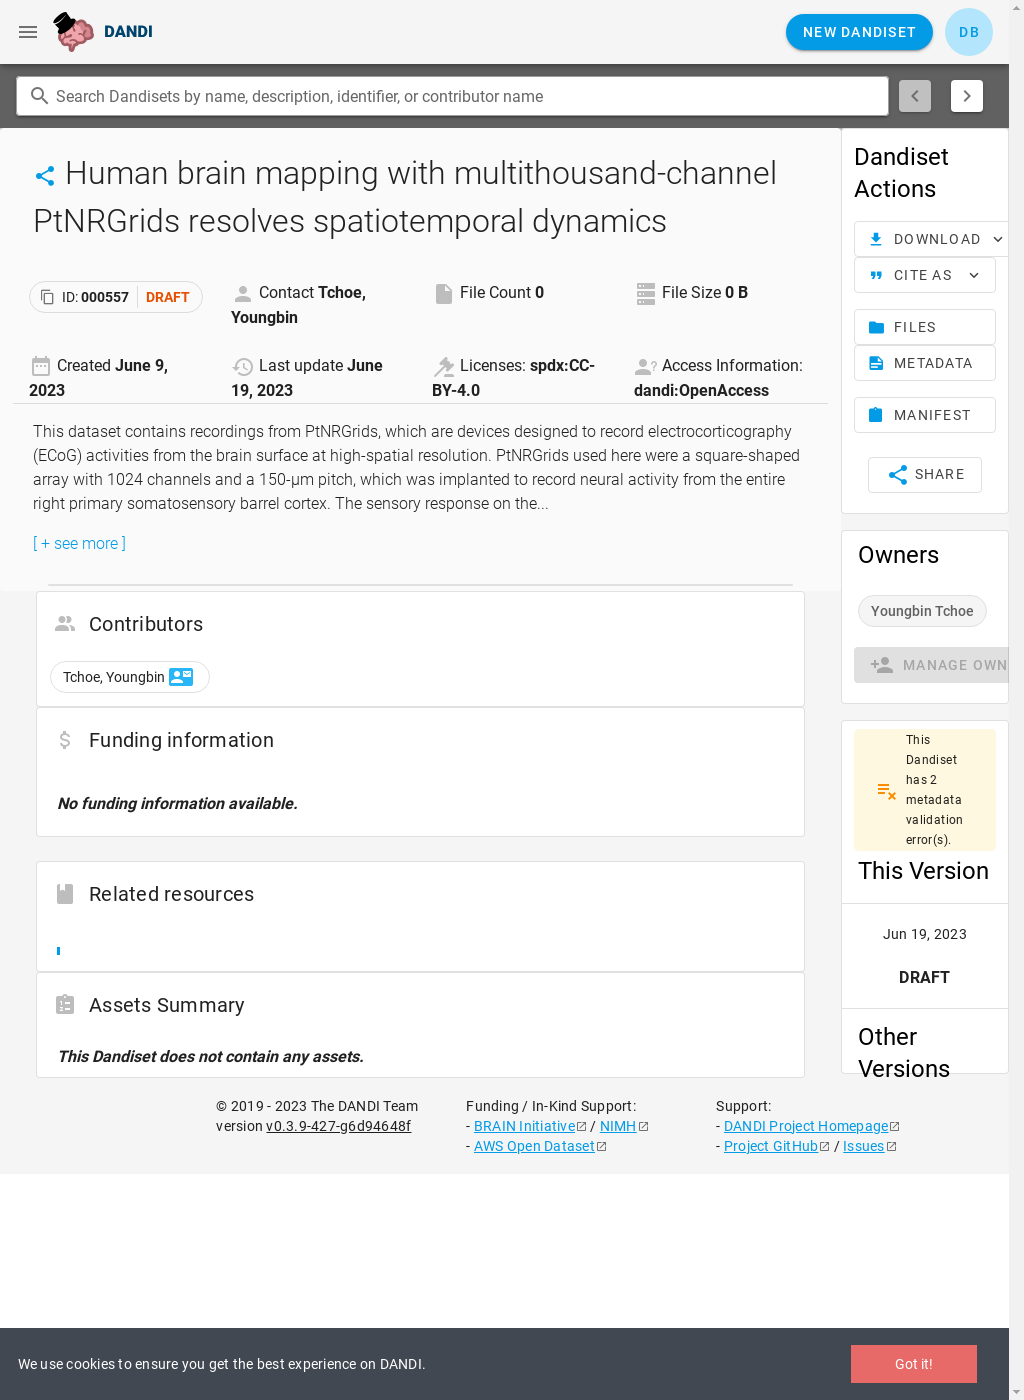 DANDI
NEW DANDISET
DB
Search Dandisets by name, description, identifier, or contributor name
Human brain mapping with multithousand-channel
PtNRGrids resolves spatiotemporal dynamics
ID: 000557 DRAFT
Contact Tchoe,
Youngbin
File Count 0
File Size 0 B
Created June 9,
2023
Last update June
19, 2023
Licenses: spdx:CC-
BY-4.0
Access Information:
dandi:OpenAccess
This dataset contains recordings from PtNRGrids, which are devices designed to record electrocorticography
(ECoG) activities from the brain surface at high-spatial resolution. PtNRGrids used here were a square-shaped
array with 1024 channels and a 150-μm pitch, which was implanted to record neural activity from the entire
right primary somatosensory barrel cortex. The sensory response on the...
[ + see more ]
Contributors
Tchoe, Youngbin
Funding information
No funding information available.
Related resources
Assets Summary
This Dandiset does not contain any assets.
Dandiset
Actions
DOWNLOAD
CITE AS
FILES
METADATA
MANIFEST
SHARE
Owners
Youngbin Tchoe
MANAGE OWN
This
Dandiset
has 2
metadata
validation
error(s).
This Version
Jun 19, 2023
DRAFT
Other
Versions
© 2019 - 2023 The DANDI Team
version v0.3.9-427-g6d94648f
Funding / In-Kind Support:
- BRAIN Initiative / NIMH
- AWS Open Dataset
Support:
- DANDI Project Homepage
- Project GitHub / Issues
We use cookies to ensure you get the best experience on DANDI.
Got it!